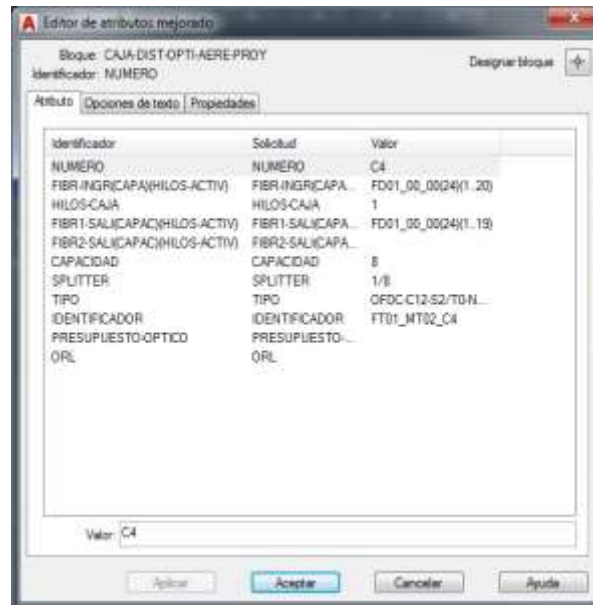 A Editor de atributos mejorado
Bloque: CAJA-DIST-OPTI-AERE-PROY
Identificador: NUMERO
Designar bloque
Atributo Opciones de texto Propiedades
Identificador Solicitud Valor
NUMERO NUMERO C4
FIBR-INGR(CAPA)(HILOS-ACTIV) FIBR-INGR(CAPA... FD01_00_00(24)(1..20)
HILOS-CAJA HILOS-CAJA 1
FIBR1-SALI(CAPAC)(HILOS-ACTIV) FIBR1-SALI(CAPA... FD01_00_00(24)(1..19)
FIBR2-SALI(CAPAC)(HILOS-ACTIV) FIBR2-SALI(CAPA...
CAPACIDAD CAPACIDAD 8
SPLITTER SPLITTER 1/8
TIPO TIPO OFDC-C12-S2/T0-N...
IDENTIFICADOR IDENTIFICADOR FT01_MT02_C4
PRESUPUESTO-OPTICO PRESUPUESTO-...
ORL ORL
Valor: C4
Aplicar Aceptar Cancelar Ayuda